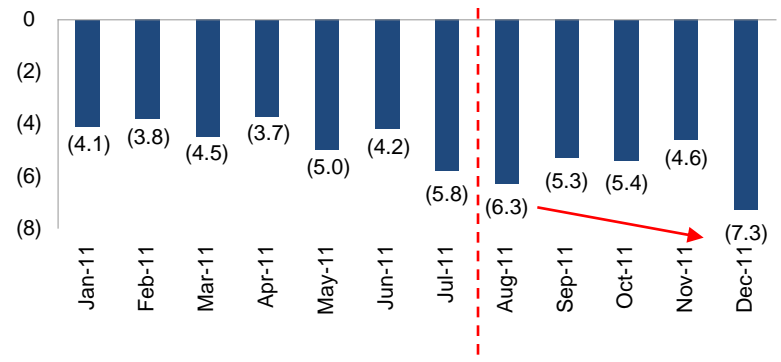 0
(2)
(4)
(6)
(8)
(4.1)
(3.8)
(4.5)
(3.7)
(5.0)
(4.2)
(5.8)
(6.3)
(5.3)
(5.4)
(4.6)
(7.3)
Jan-11
Feb-11
Mar-11
Apr-11
May-11
Jun-11
Jul-11
Aug-11
Sep-11
Oct-11
Nov-11
Dec-11